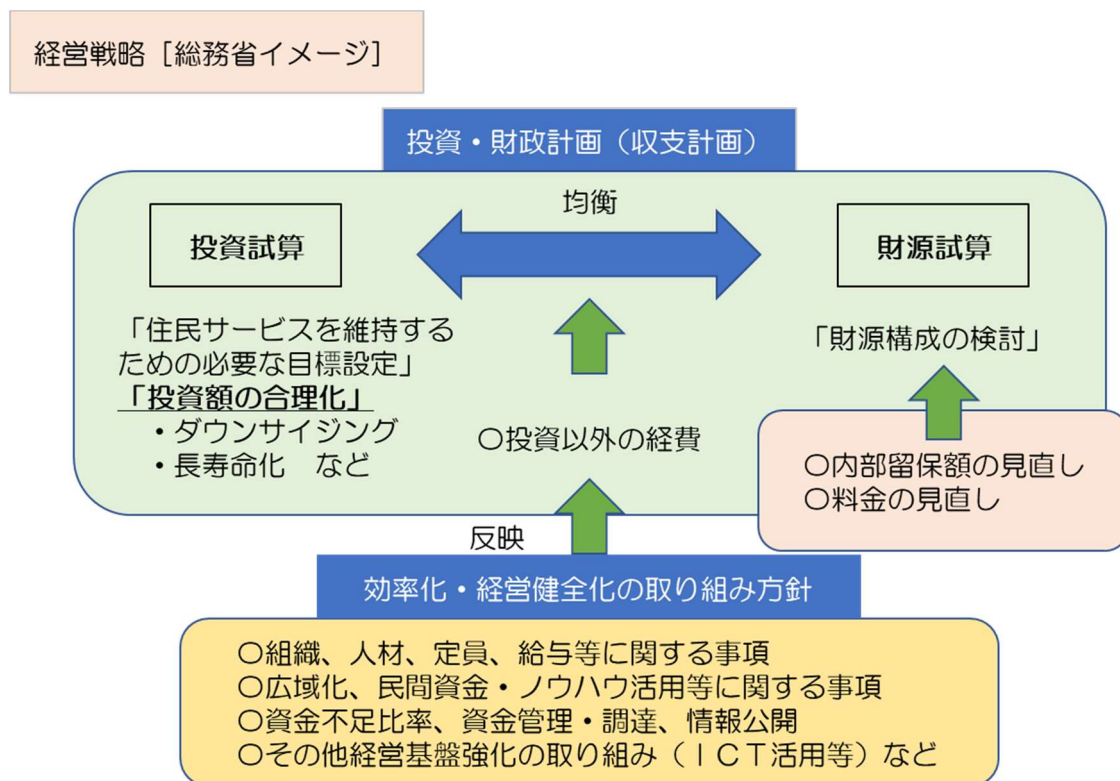 経営戦略［総務省イメージ］
投資・財政計画（収支計画）
均衡
投資試算
財源試算
「住民サービスを維持する
ための必要な目標設定」
「投資額の合理化」
・ダウンサイジング
・長寿命化　など
「財源構成の検討」
〇投資以外の経費
〇内部留保額の見直し
〇料金の見直し
反映
効率化・経営健全化の取り組み方針
〇組織、人材、定員、給与等に関する事項
〇広域化、民間資金・ノウハウ活用等に関する事項
〇資金不足比率、資金管理・調達、情報公開
〇その他経営基盤強化の取り組み（ＩＣＴ活用等）など